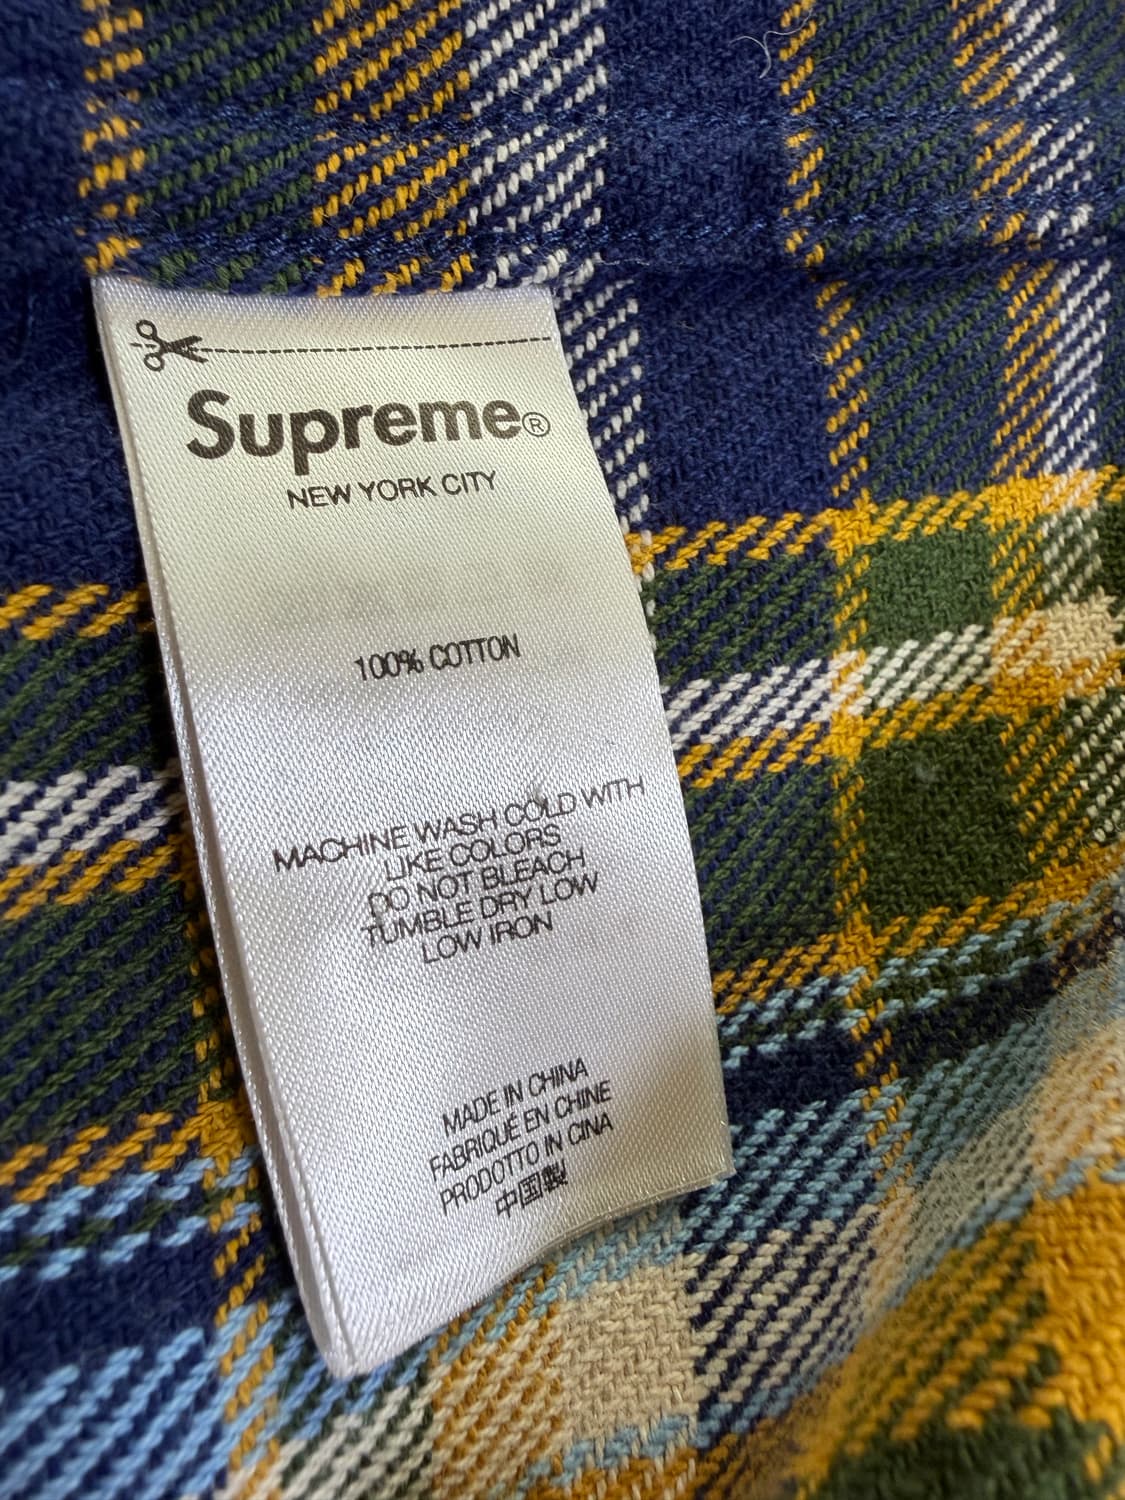 Supreme®
NEW YORK CITY
100% COTTON
MACHINE WASH COLD WITH
LIKE COLORS
DO NOT BLEACH
TUMBLE DRY LOW
LOW IRON
MADE IN CHINA
FABRIQUÉ EN CHINE
PRODOTTO IN CINA
中国製